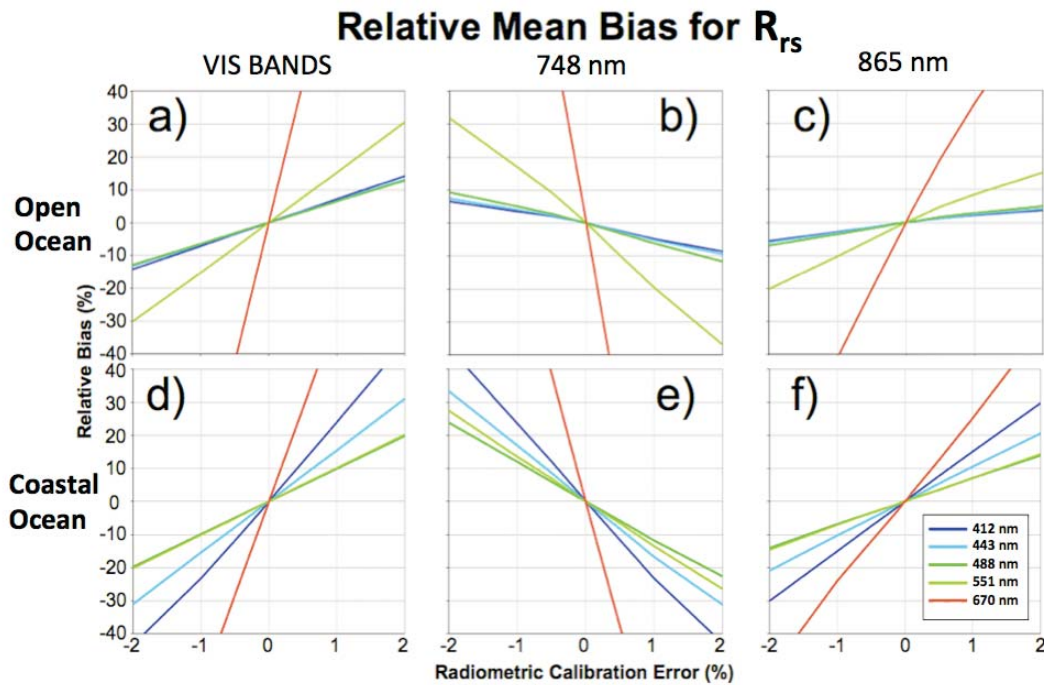 Relative Mean Bias for Rrs
VIS BANDS
748 nm
865 nm
Open
Ocean
Coastal
Ocean
Relative Bias (%)
40
30
20
10
0
-10
-20
-30
-40
a)
b)
c)
40
30
20
10
0
-10
-20
-30
-40
d)
e)
f)
412 nm
443 nm
488 nm
551 nm
670 nm
-2
-1
0
1
2
-2
-1
0
1
2
-2
-1
0
1
2
Radiometric Calibration Error (%)